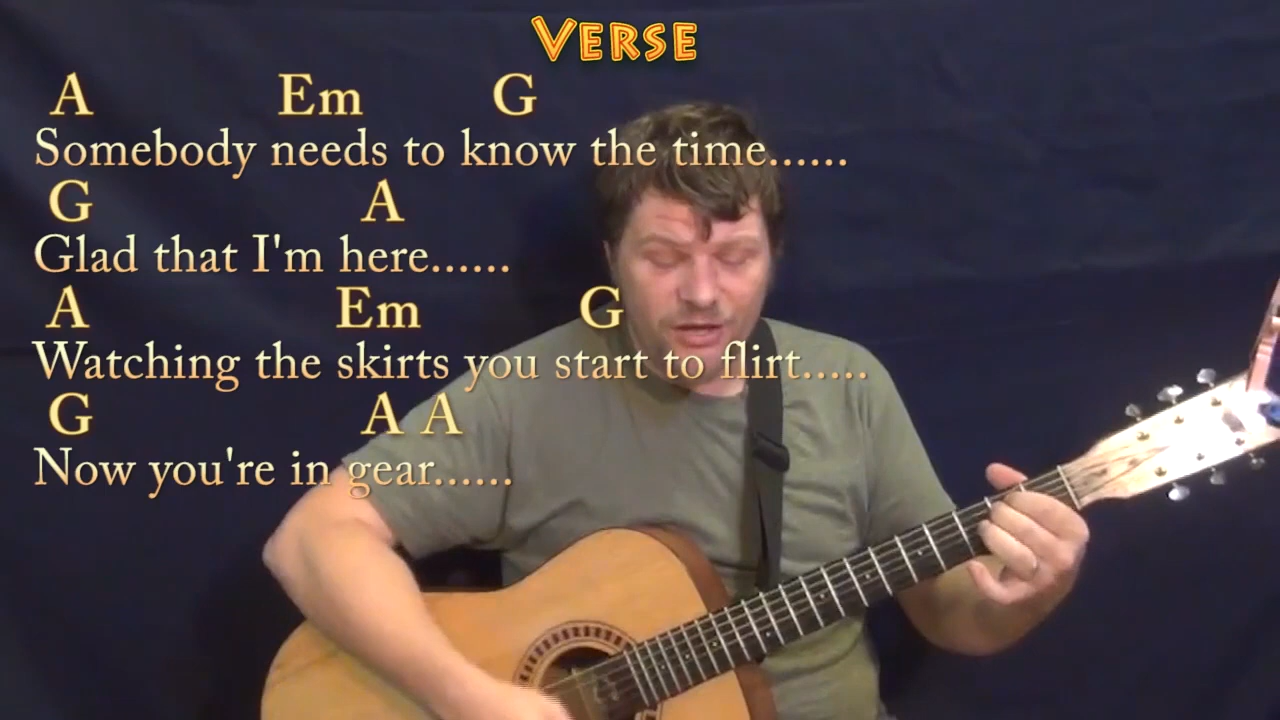 VERSE
A Em G
Somebody needs to know the time......
G A
Glad that I'm here......
A Em G
Watching the skirts you start to flirt.....
G A A
Now you're in gear......